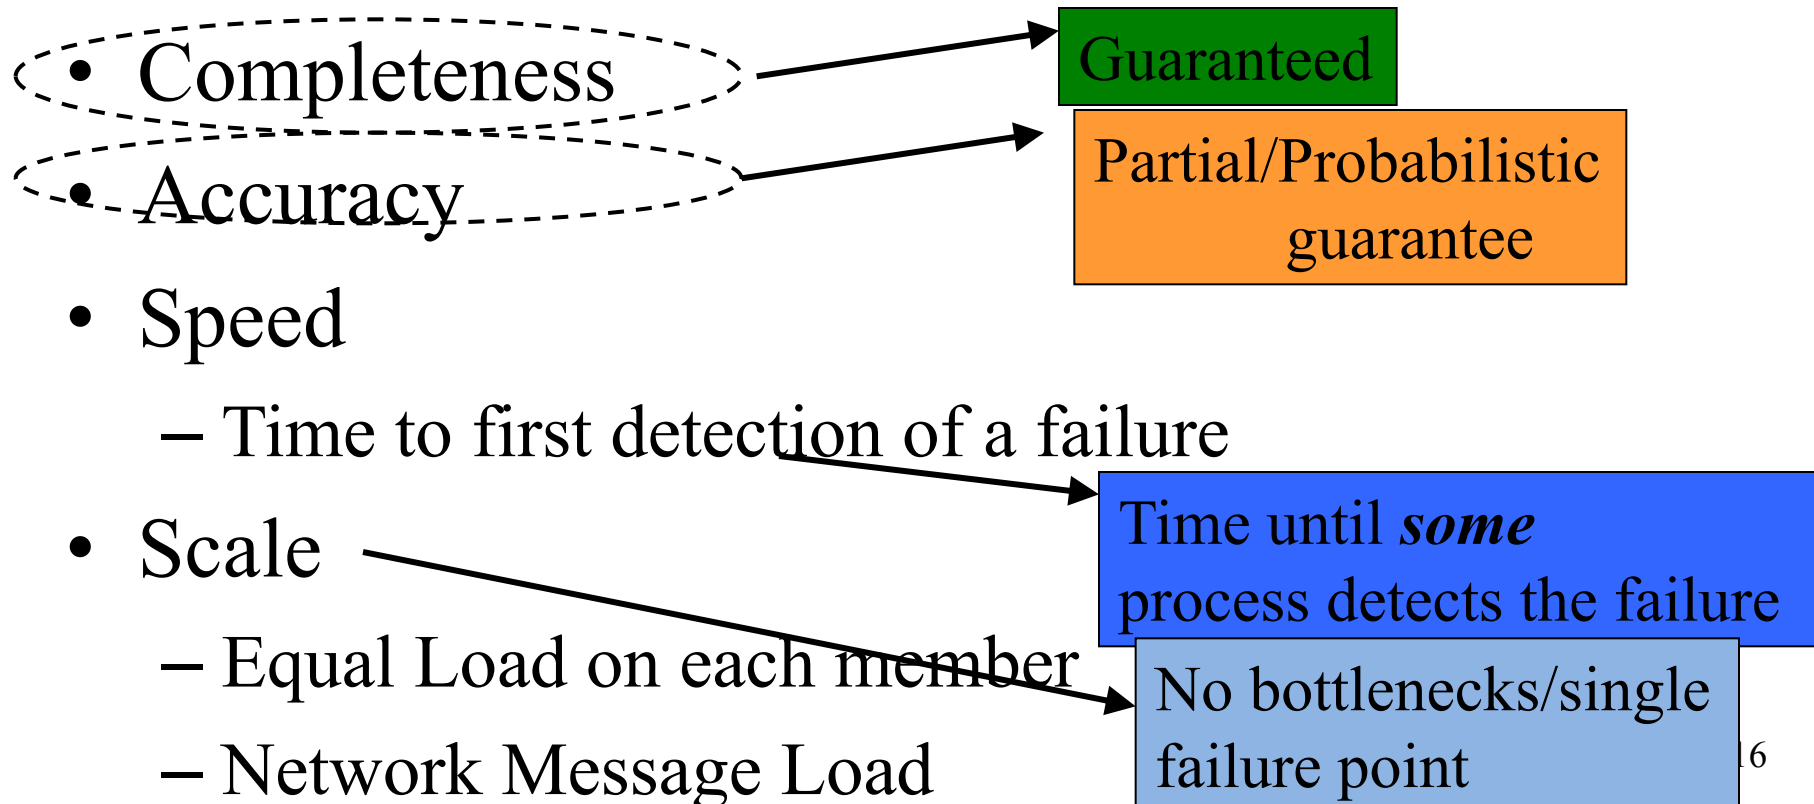 • Completeness
Guaranteed
• Accuracy
Partial/Probabilistic
guarantee
• Speed
– Time to first detection of a failure
Time until some
process detects the failure
• Scale
– Equal Load on each member
No bottlenecks/single
failure point
– Network Message Load
16